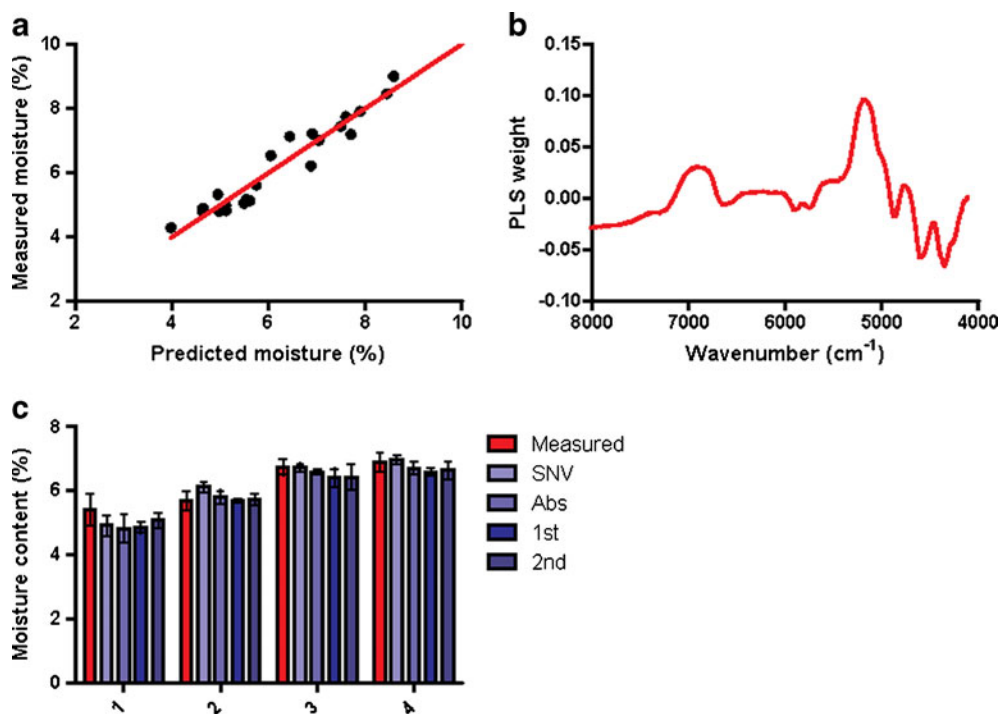 a
Measured moisture (%)
10
8
6
4
2
2 4 6 8 10
Predicted moisture (%)
b
PLS weight
0.15
0.10
0.05
0.00
-0.05
-0.10
8000 7000 6000 5000 4000
Wavenumber (cm⁻¹)
c
Moisture content (%)
8
6
4
2
0
1 2 3 4
Measured
SNV
Abs
1st
2nd